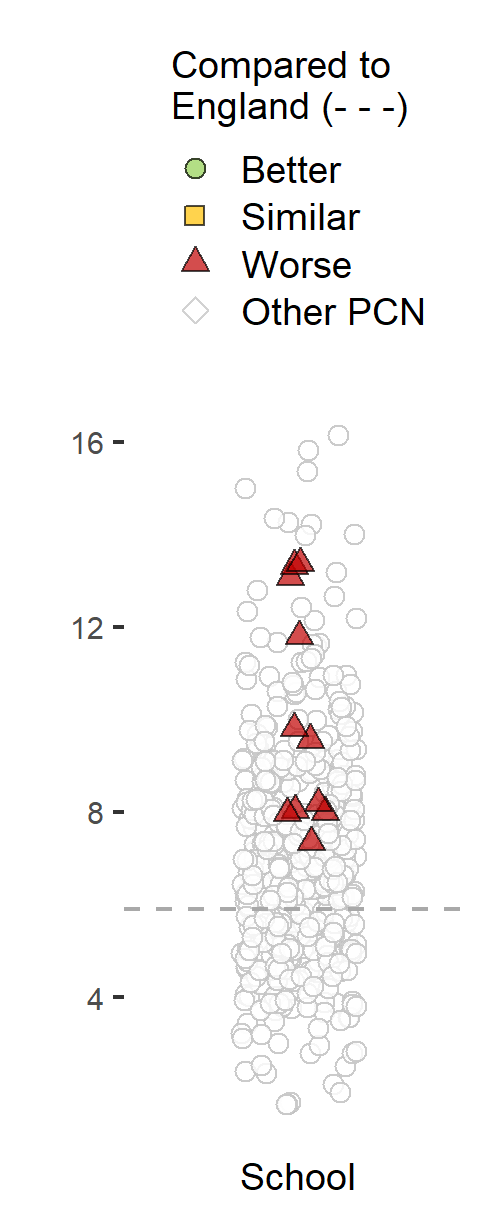 Compared to
England (- - -)
Better
Similar
Worse
Other PCN
16
12
8
4
School